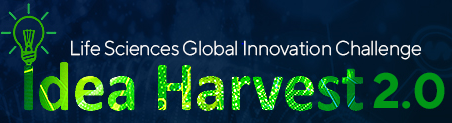 Life Sciences Global Innovation Challenge
Idea Harvest 2.0